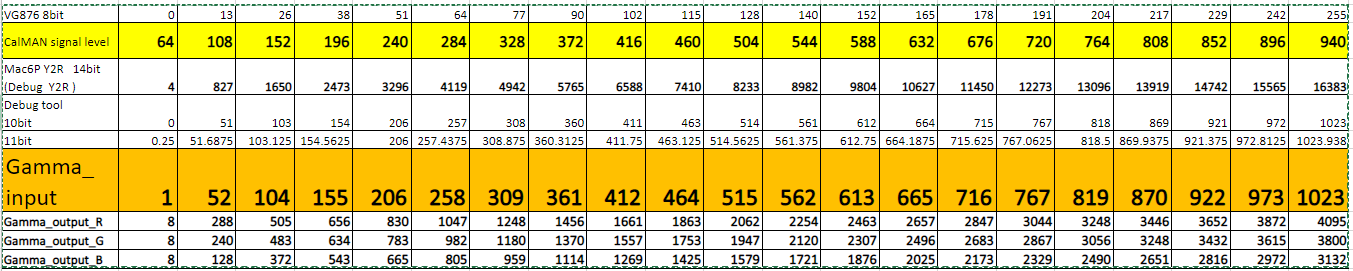 VG876 8bit 0 13 26 38 51 64 77 90 102 115 128 140 152 165 178 191 204 217 229 242 255
CalMAN signal level 64 108 152 196 240 284 328 372 416 460 504 544 588 632 676 720 764 808 852 896 940
Mac6P Y2R 14bit
(Debug Y2R ) 4 827 1650 2473 3296 4119 4942 5765 6588 7410 8233 8982 9804 10627 11450 12273 13096 13919 14742 15565 16383
Debug tool
10bit 0 51 103 154 206 257 308 360 411 463 514 561 612 664 715 767 818 869 921 972 1023
11bit 0.25 51.6875 103.125 154.5625 206 257.4375 308.875 360.3125 411.75 463.125 514.5625 561.375 612.75 664.1875 715.625 767.0625 818.5 869.9375 921.375 972.8125 1023.938
Gamma_
input 1 52 104 155 206 258 309 361 412 464 515 562 613 665 716 767 819 870 922 973 1023
Gamma_output_R 8 288 505 656 830 1047 1248 1456 1661 1863 2062 2254 2463 2657 2847 3044 3248 3446 3652 3872 4095
Gamma_output_G 8 240 483 634 783 982 1180 1370 1557 1753 1947 2120 2307 2496 2683 2867 3056 3248 3432 3615 3800
Gamma_output_B 8 128 372 543 665 805 959 1114 1269 1425 1579 1721 1876 2025 2173 2329 2490 2651 2816 2972 3132